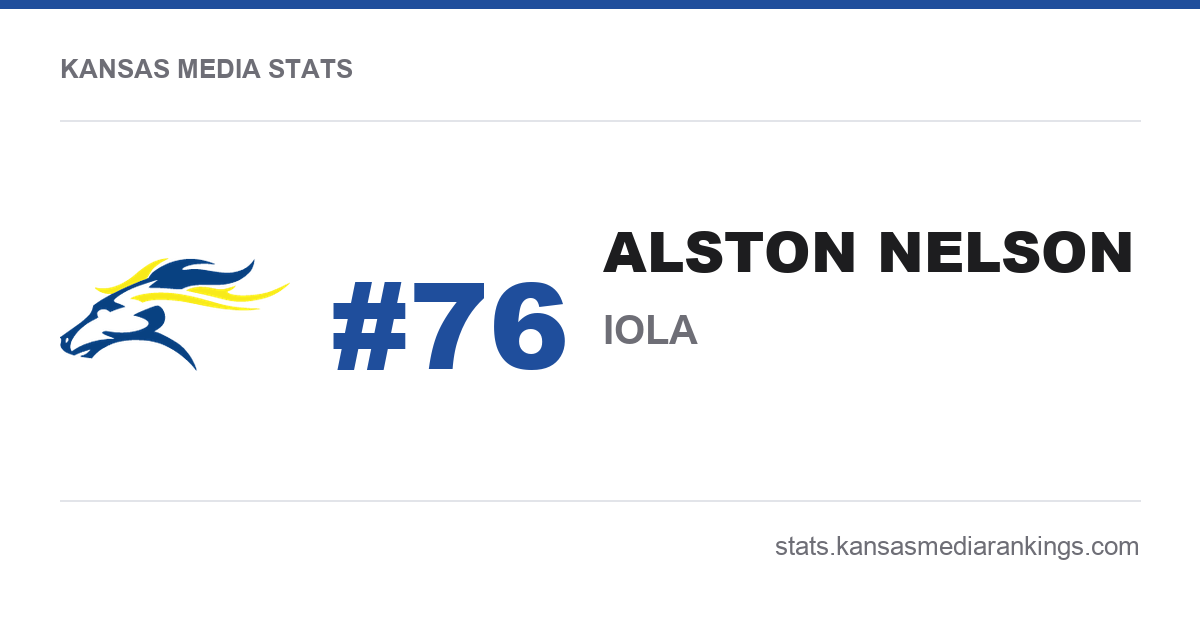 KANSAS MEDIA STATS
#76
ALSTON NELSON
IOLA
stats.kansasmediarankings.com